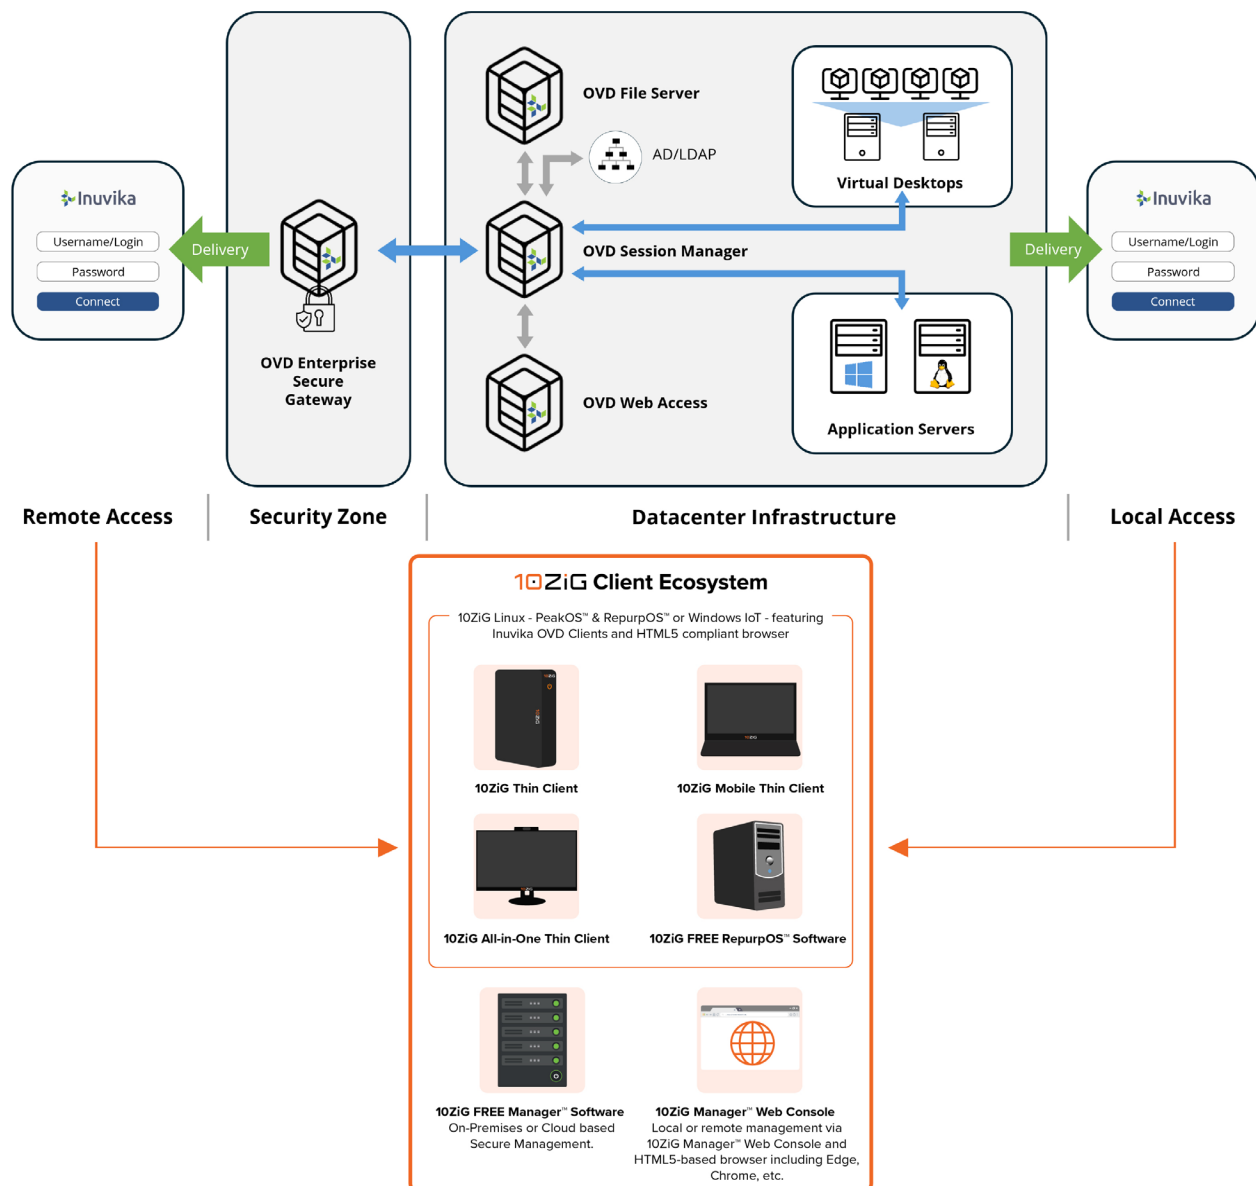 OVD File Server
AD/LDAP
Virtual Desktops
Inuvika
Username/Login
Password
Connect
Delivery
OVD Enterprise
Secure
Gateway
OVD Session Manager
OVD Web Access
Application Servers
Delivery
Inuvika
Username/Login
Password
Connect
Remote Access
Security Zone
Datacenter Infrastructure
Local Access
10ZiG Client Ecosystem
10ZiG Linux - PeakOS™ & RepurpOS™ or Windows IoT - featuring
Inuvika OVD Clients and HTML5 compliant browser
10ZiG Thin Client
10ZiG Mobile Thin Client
10ZiG All-in-One Thin Client
10ZiG FREE RepurpOS™ Software
10ZiG FREE Manager™ Software
On-Premises or Cloud based
Secure Management.
10ZiG Manager™ Web Console
Local or remote management via
10ZiG Manager™ Web Console and
HTML5-based browser including Edge,
Chrome, etc.